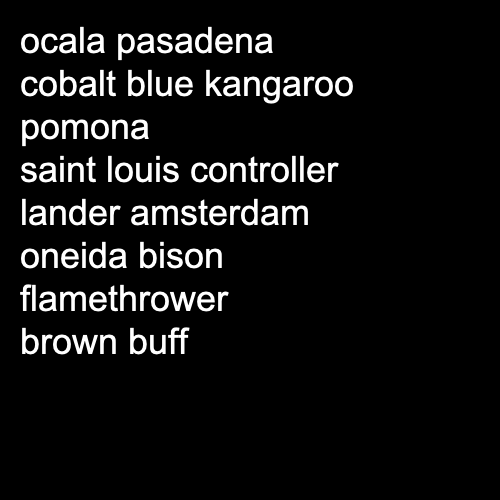 ocala pasadena
cobalt blue kangaroo
pomona
saint louis controller
lander amsterdam
oneida bison
flamethrower
brown buff